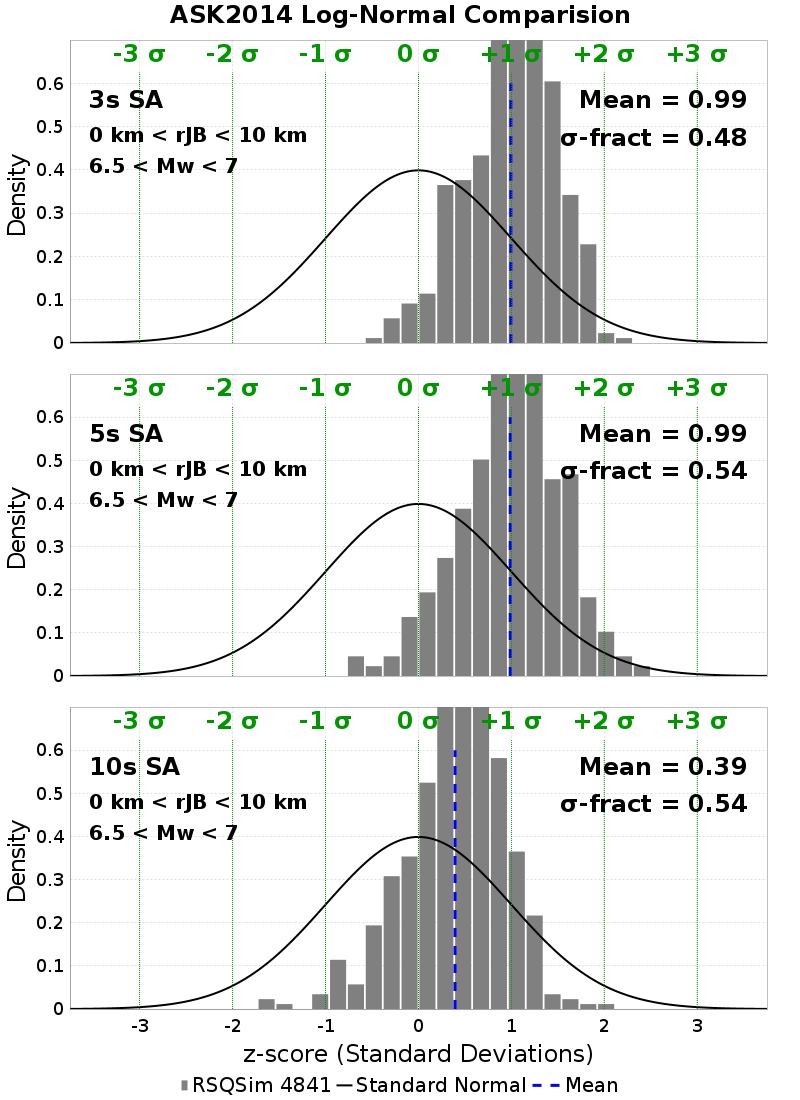 ASK2014 Log-Normal Comparision
-3 σ -2 σ -1 σ 0 σ +1 σ +2 σ +3 σ
3s SA
0 km < rJB < 10 km
6.5 < Mw < 7
Mean = 0.99
σ-fract = 0.48
0.6
0.5
0.4
0.3
0.2
0.1
0
Density
-3 σ -2 σ -1 σ 0 σ +1 σ +2 σ +3 σ
5s SA
0 km < rJB < 10 km
6.5 < Mw < 7
Mean = 0.99
σ-fract = 0.54
0.6
0.5
0.4
0.3
0.2
0.1
0
Density
-3 σ -2 σ -1 σ 0 σ +1 σ +2 σ +3 σ
10s SA
0 km < rJB < 10 km
6.5 < Mw < 7
Mean = 0.39
σ-fract = 0.54
0.6
0.5
0.4
0.3
0.2
0.1
0
Density
-3 -2 -1 0 1 2 3
z-score (Standard Deviations)
RSQSim 4841 Standard Normal Mean